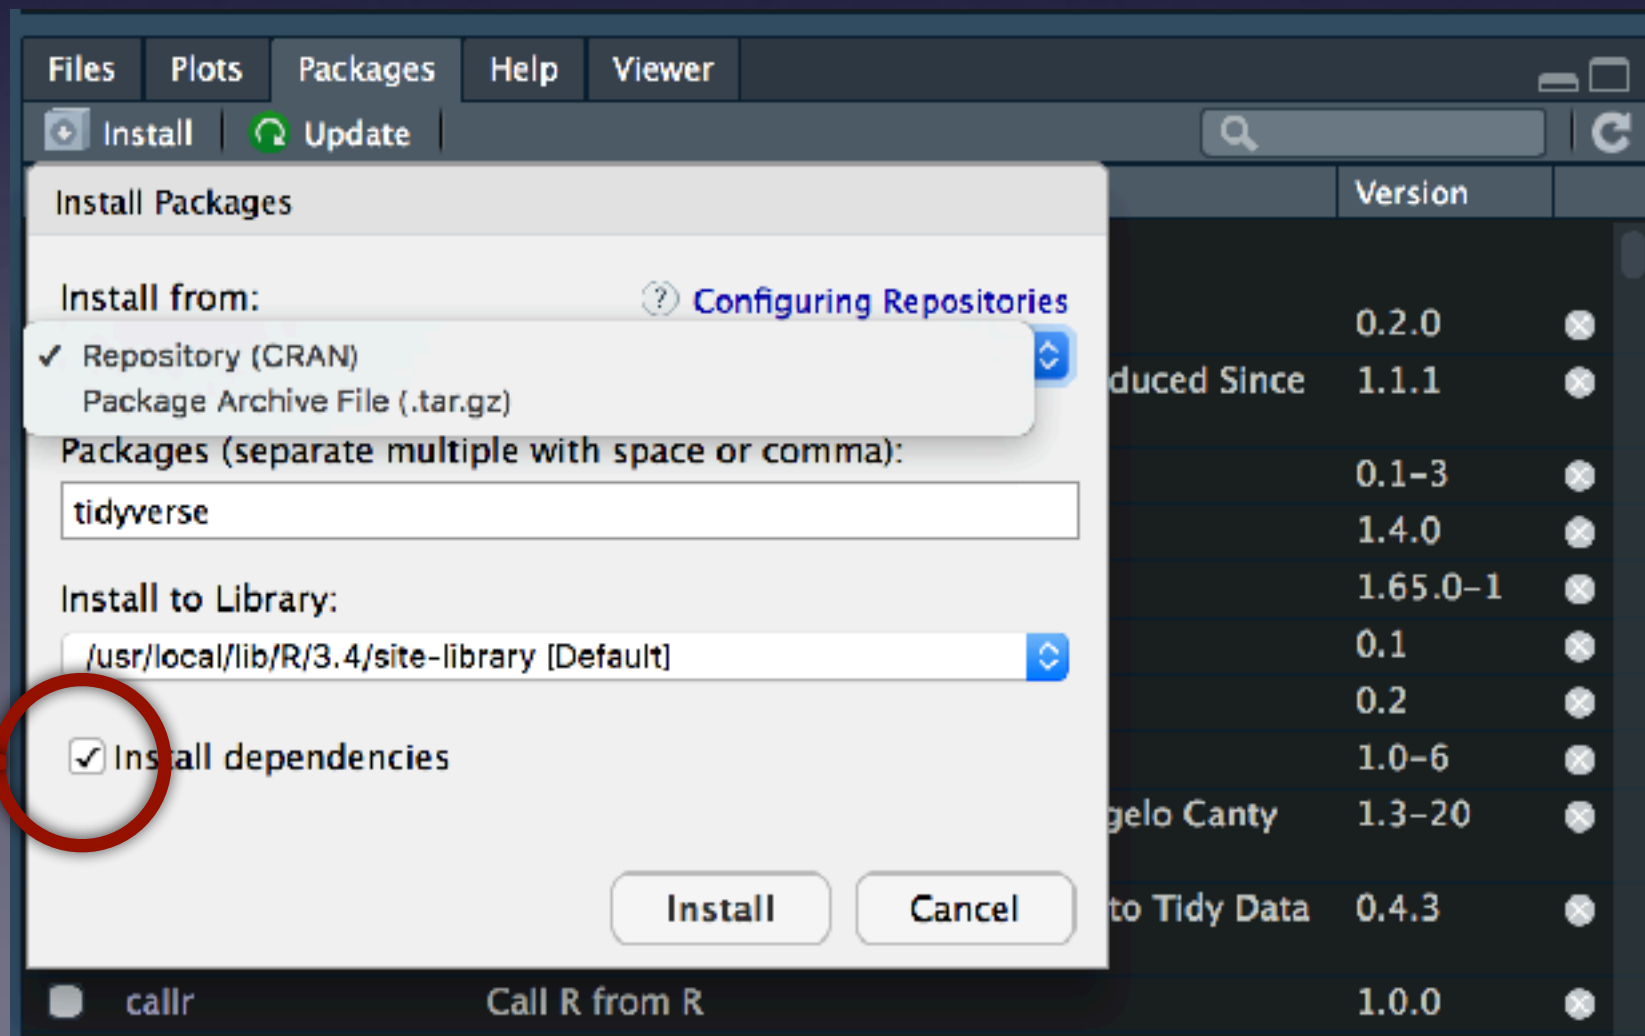 Files Plots Packages Help Viewer
Install Update
Install Packages
Version
Install from:
? Configuring Repositories
✓ Repository (CRAN)
Package Archive File (.tar.gz)
Packages (separate multiple with space or comma):
tidyverse
Install to Library:
/usr/local/lib/R/3.4/site-library [Default]
✓ Install dependencies
Install Cancel
0.2.0
duced Since 1.1.1
0.1-3
1.4.0
1.65.0-1
0.1
0.2
1.0-6
gelo Canty 1.3-20
to Tidy Data 0.4.3
callr Call R from R 1.0.0